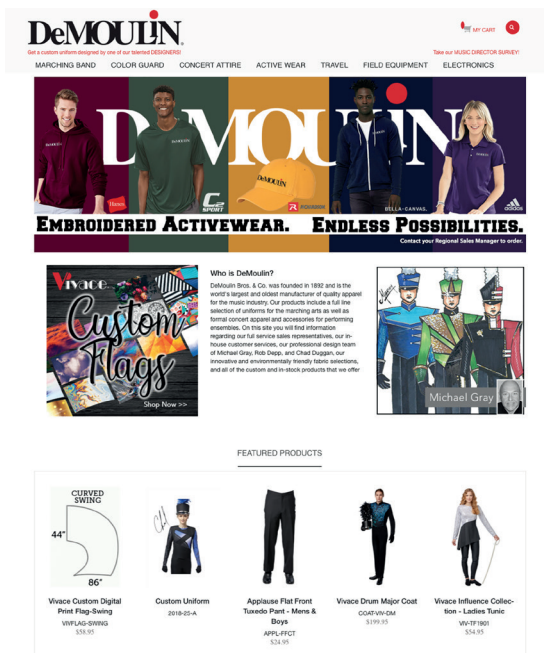 DeMOULIN
Get a custom uniform designed by one of our talented DESIGNERS!
MY CART
Take our MUSIC DIRECTOR SURVEY!
MARCHING BAND COLOR GUARD CONCERT ATTIRE ACTIVE WEAR TRAVEL FIELD EQUIPMENT ELECTRONICS
DeMOULIN
DeMOULIN
Hanes
C2
SPORT
RICHARDSON
BELLA+CANVAS.
adidas
EMBROIDERED ACTIVEWEAR. ENDLESS POSSIBILITIES.
Contact your Regional Sales Manager to order.
Vivace
Custom
Flags
Shop Now >>
Who is DeMoulin?
DeMoulin Bros. & Co. was founded in 1892 and is the
world's largest and oldest manufacturer of quality apparel
for the music industry. Our products include a full line
selection of uniforms for the marching arts as well as
formal concert apparel and accessories for performing
ensembles. On this site you will find information
regarding our full service sales representatives, our in-
house customer services, our professional design team
of Michael Gray, Rob Depp, and Chad Duggan, our
innovative and environmentally friendly fabric selections,
and all of the custom and in-stock products that we offer
Michael Gray
FEATURED PRODUCTS
CURVED
SWING
44"
86"
Vivace Custom Digital
Print Flag-Swing
VIVFLAG-SWING
$58.95
Custom Uniform
2018-25-A
Applause Flat Front
Tuxedo Pant - Mens &
Boys
APPL-FFCT
$24.95
Vivace Drum Major Coat
COAT-VIV-DM
$199.95
Vivace Influence Collec-
tion - Ladies Tunic
VIV-TF1901
$54.95